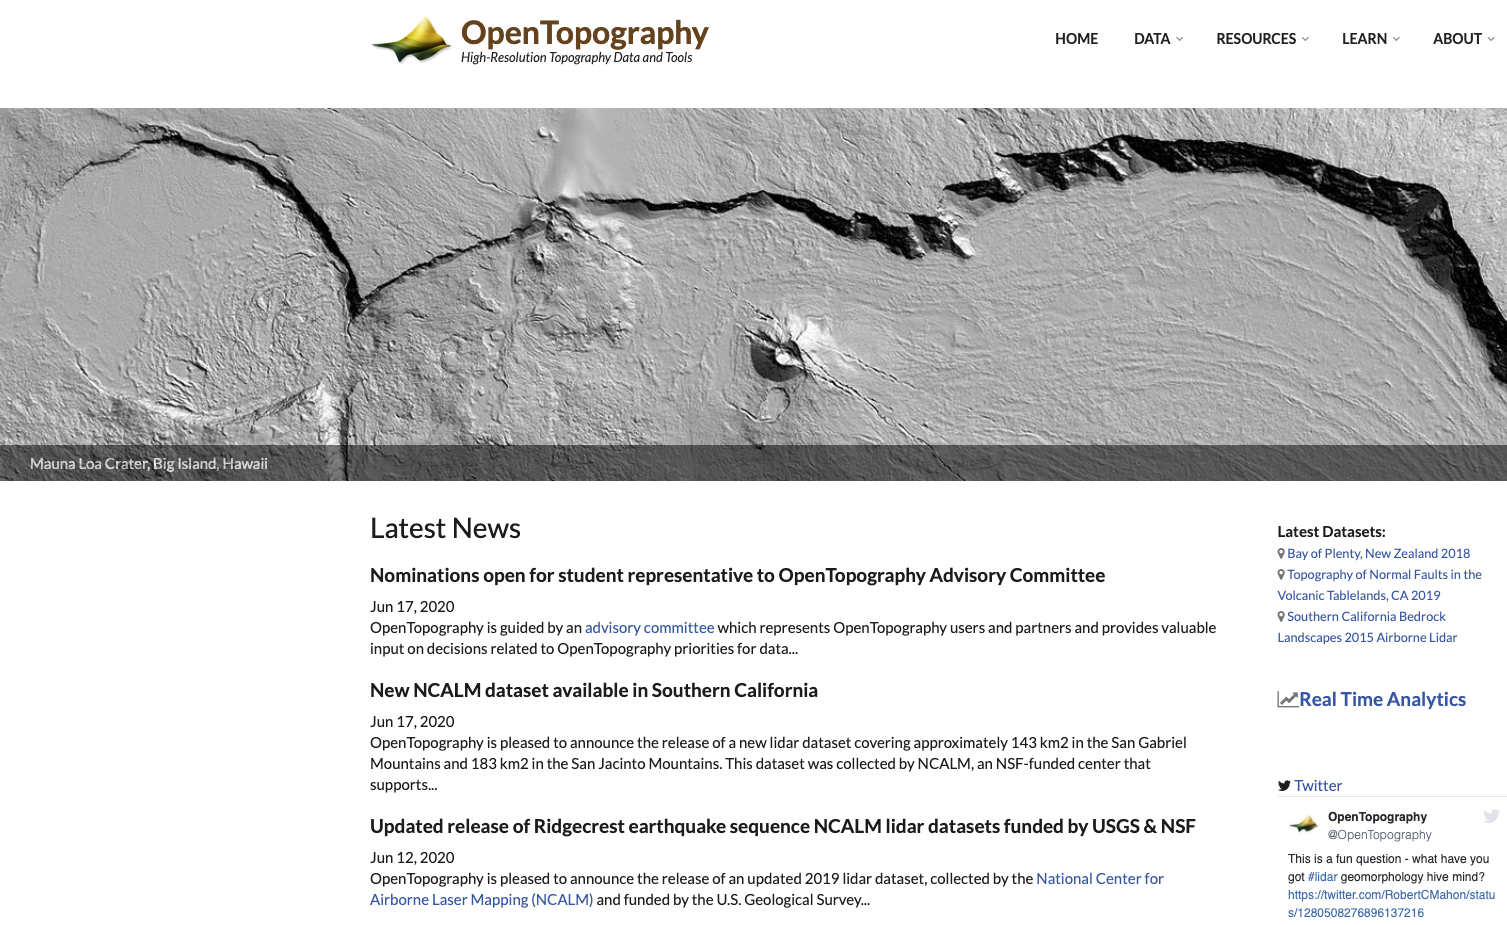 OpenTopography
High-Resolution Topography Data and Tools
HOME
DATA
RESOURCES
LEARN
ABOUT
Mauna Loa Crater, Big Island, Hawaii
Latest News
Nominations open for student representative to OpenTopography Advisory Committee
Jun 17, 2020
OpenTopography is guided by an advisory committee which represents OpenTopography users and partners and provides valuable
input on decisions related to OpenTopography priorities for data...
New NCALM dataset available in Southern California
Jun 17, 2020
OpenTopography is pleased to announce the release of a new lidar dataset covering approximately 143 km2 in the San Gabriel
Mountains and 183 km2 in the San Jacinto Mountains. This dataset was collected by NCALM, an NSF-funded center that
supports...
Updated release of Ridgecrest earthquake sequence NCALM lidar datasets funded by USGS & NSF
Jun 12, 2020
OpenTopography is pleased to announce the release of an updated 2019 lidar dataset, collected by the National Center for
Airborne Laser Mapping (NCALM) and funded by the U.S. Geological Survey...
Latest Datasets:
Bay of Plenty, New Zealand 2018
Topography of Normal Faults in the
Volcanic Tablelands, CA 2019
Southern California Bedrock
Landscapes 2015 Airborne Lidar
Real Time Analytics
Twitter
OpenTopography
@OpenTopography
This is a fun question - what have you
got #lidar geomorphology hive mind?
https://twitter.com/RobertCMahon/statu
s/1280508276896137216